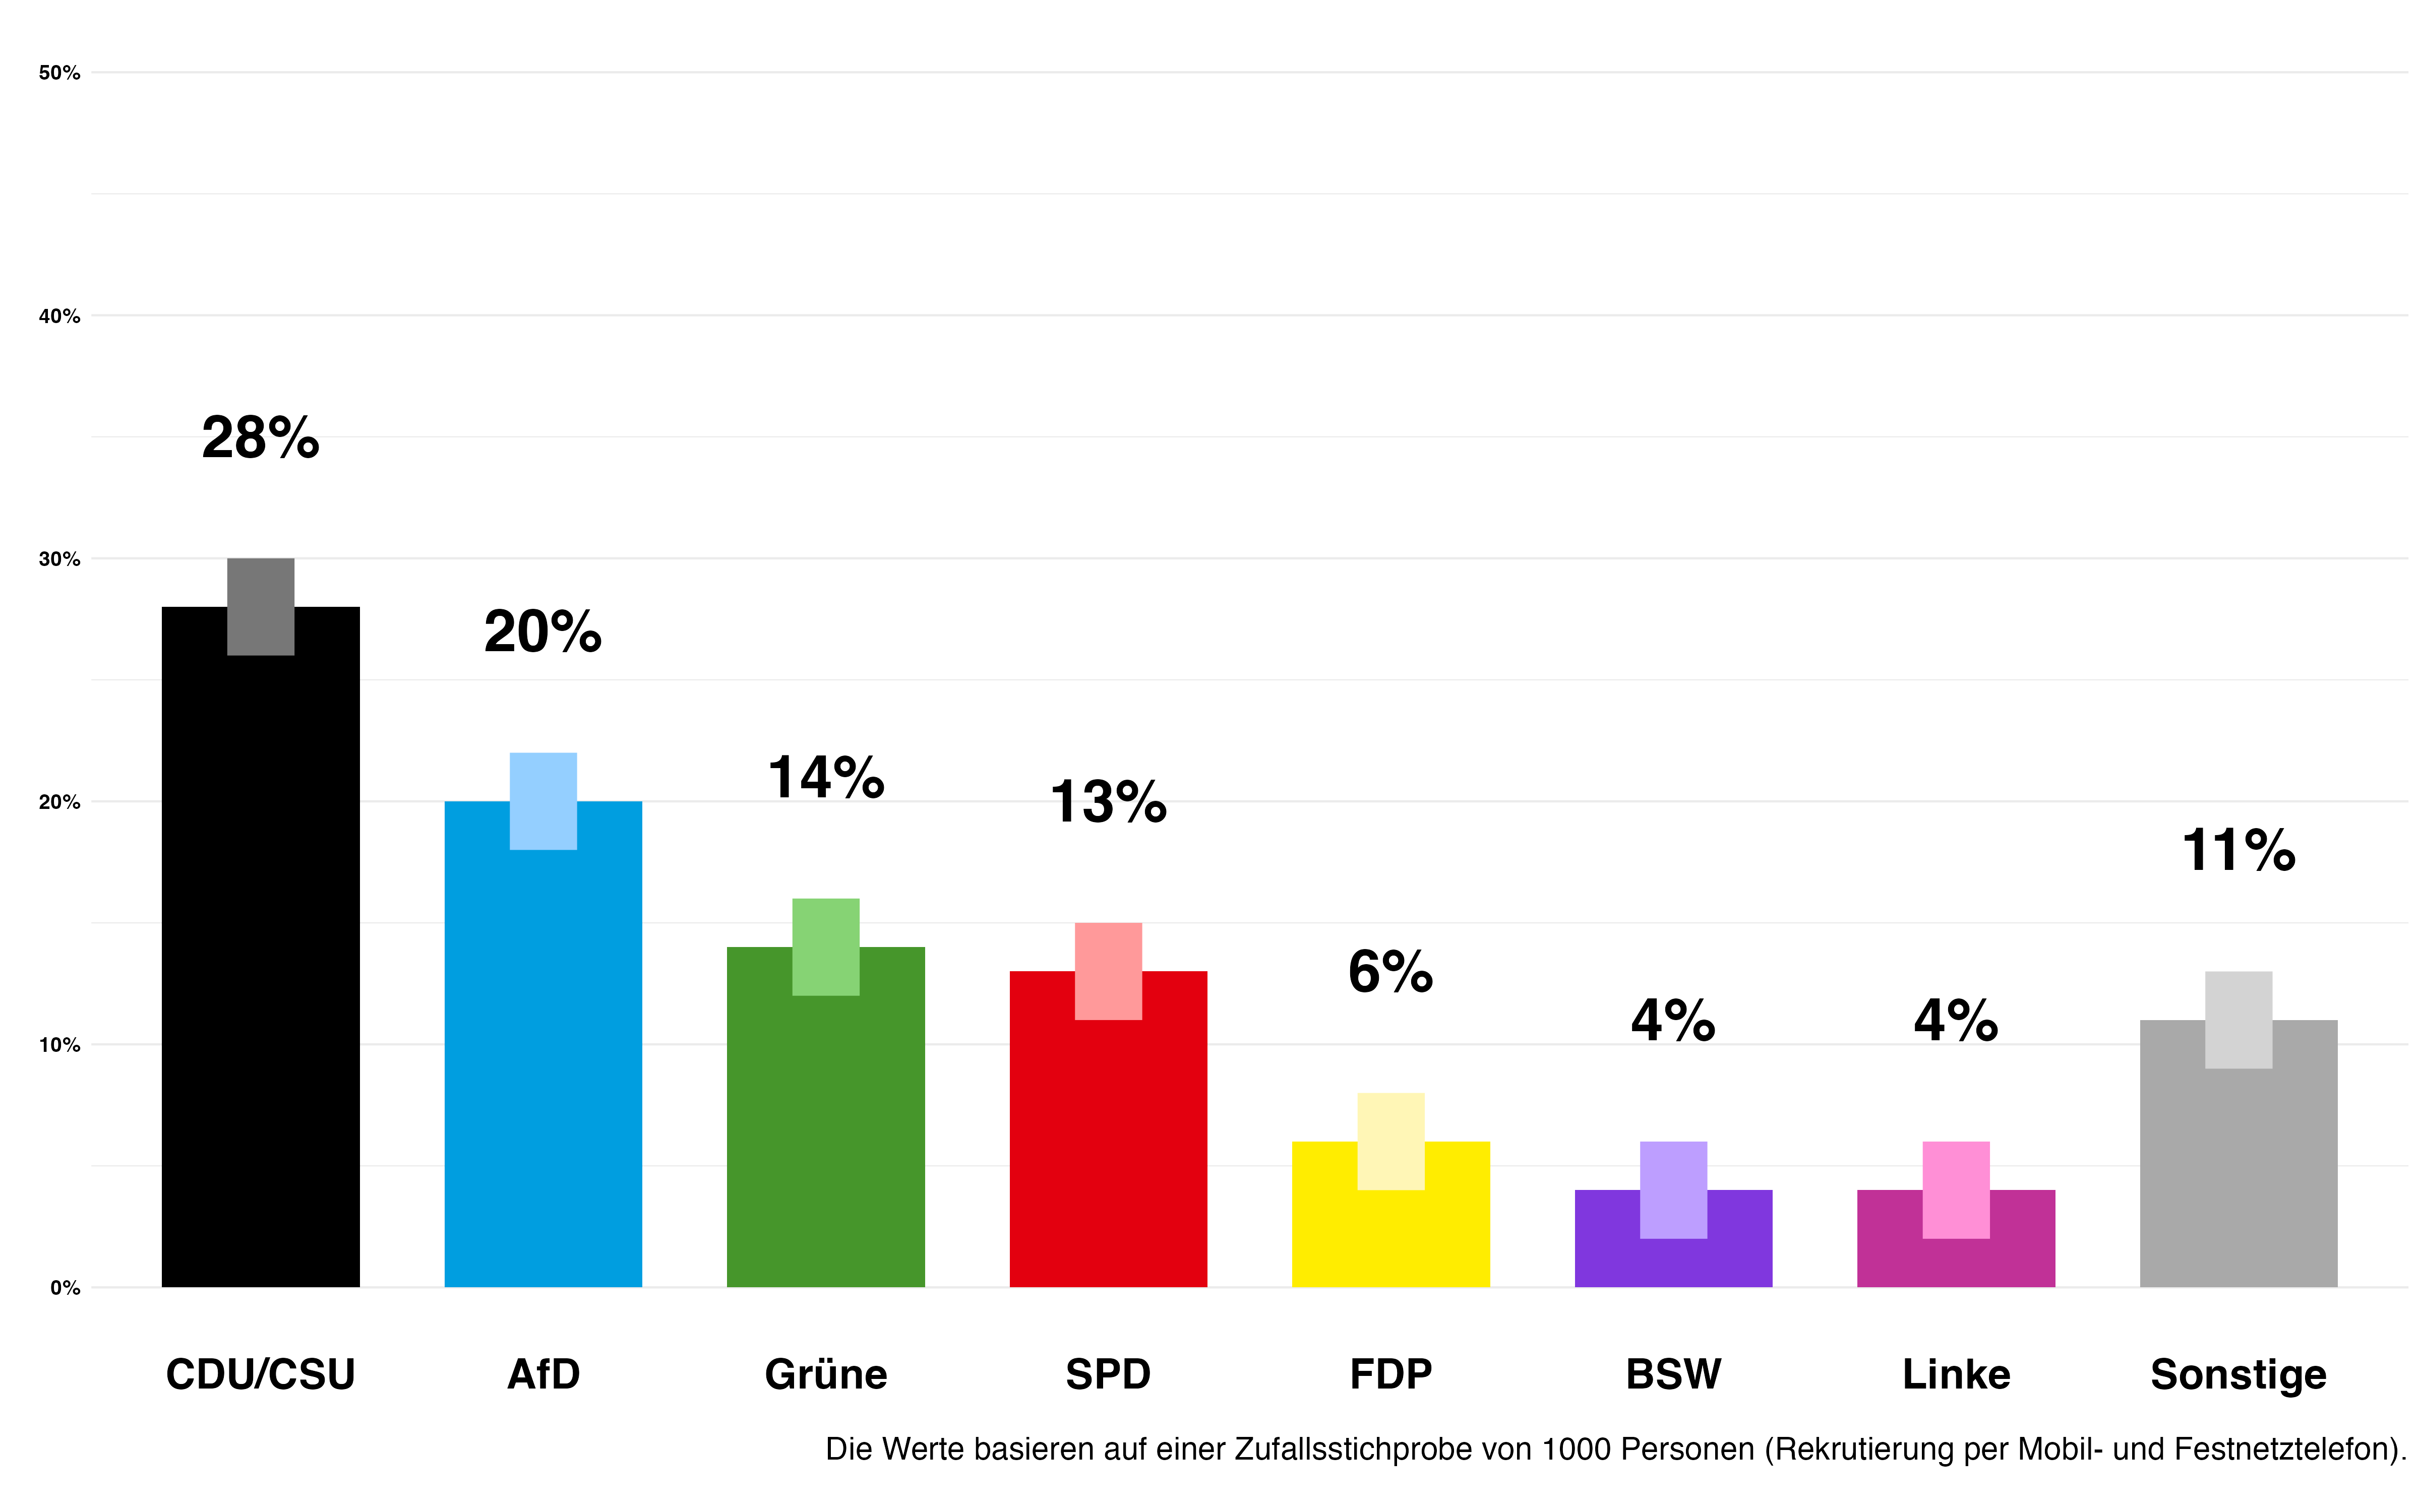 50%
40%
28%
30%
20%
14%
20%
13%
11%
6%
4%
4%
10%
0%
CDU/CSU
AfD
Grüne
SPD
FDP
BSW
Linke
Sonstige
Die Werte basieren auf einer Zufallsstichprobe von 1000 Personen (Rekrutierung per Mobil- und Festnetztelefon).